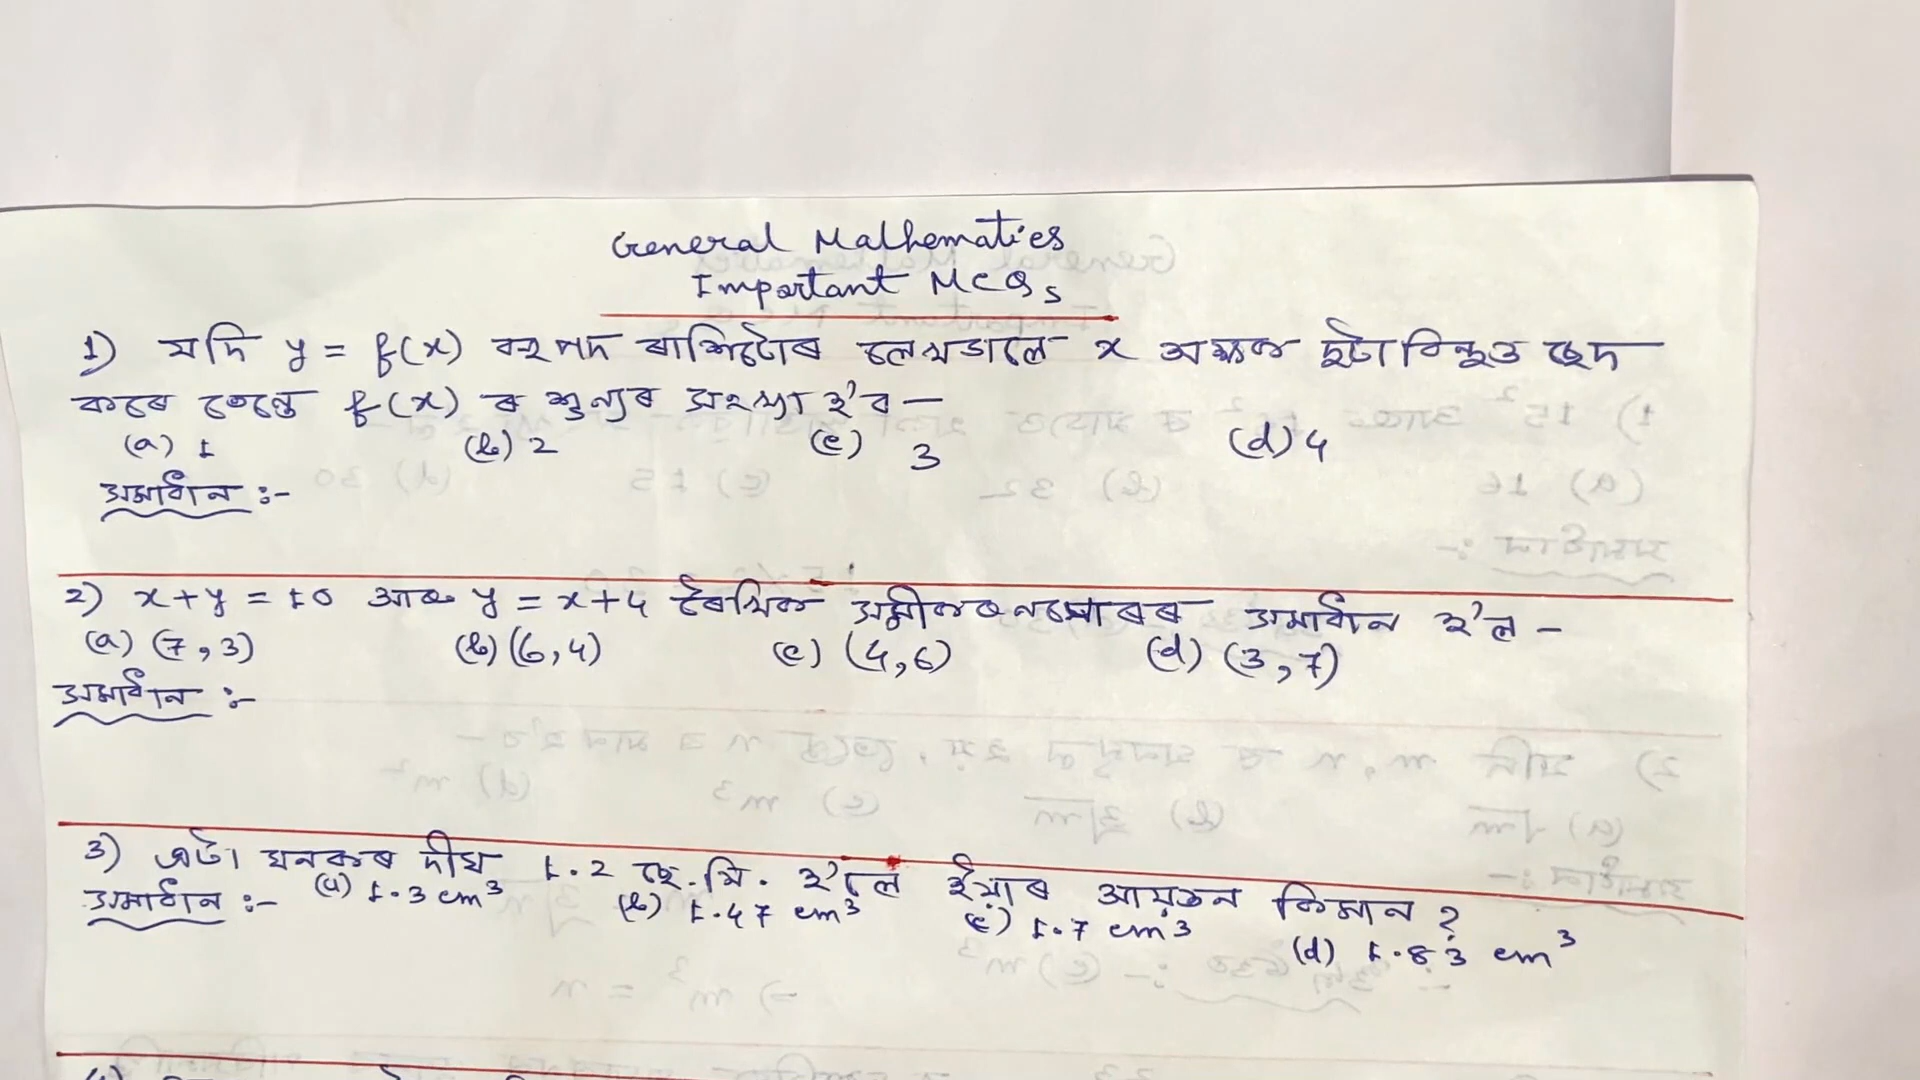 General Mathematics
Important MCQs
1) যদি y = f(x) বহুপদ ৰাশিটোৰ লেখডালে x অক্ষক দুটা বিন্দুত ছেদ
কৰে তেন্তে f(x) ৰ শুন্যৰ সংখ্যা হ'ব –
(a) 1 (b) 2 (c) 3 (d) 4
সমাধান :-
2) x+y = 10 আৰু y = x+4 ৰৈখিক সমীকৰণযোৰৰ সমাধান হ'ল –
(a) (7,3) (b) (6,4) (c) (4,6) (d) (3,7)
সমাধান :-
3) এটা ঘনকৰ দীঘ 1.2 ছে.মি. হ'লে ইয়াৰ আয়তন কিমান ?
সমাধান :- (a) 1.3 cm³ (b) 1.47 cm³ (c) 1.7 cm³ (d) 1.83 cm³